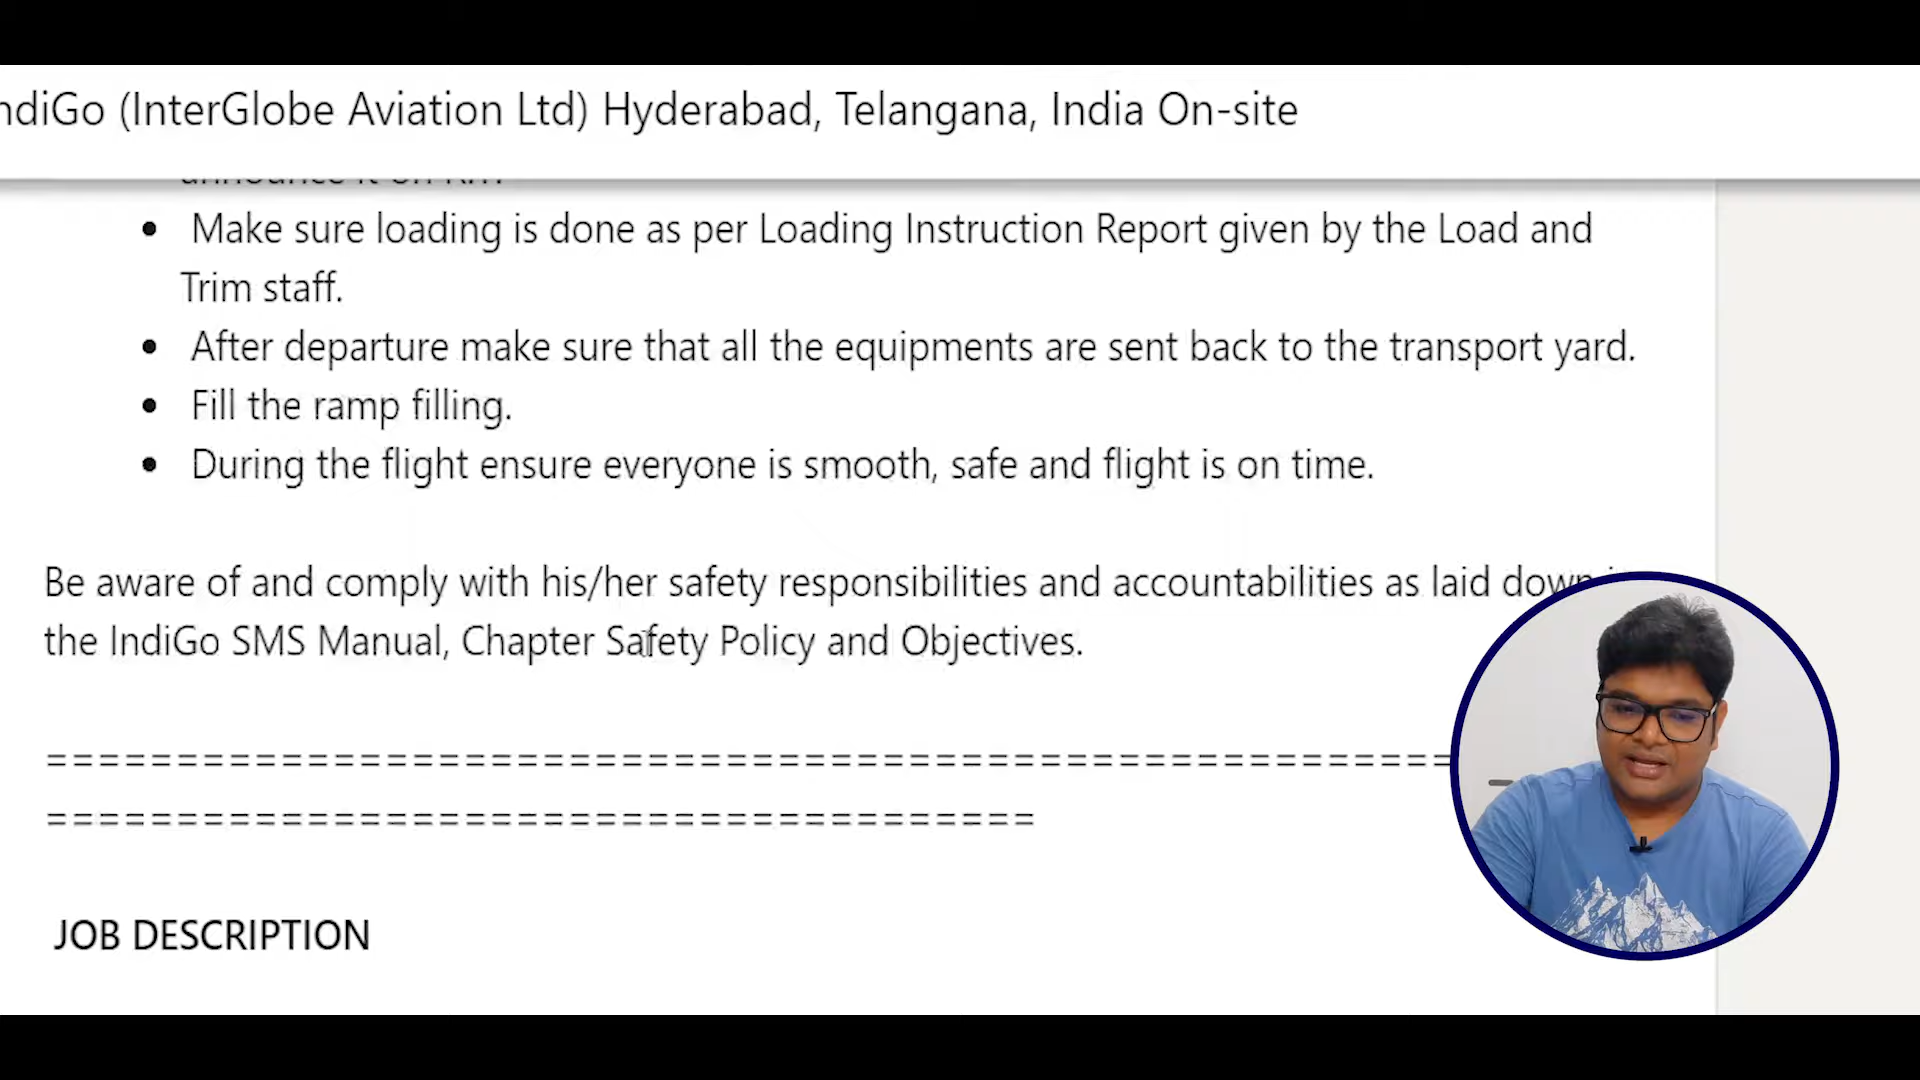 ndiGo (InterGlobe Aviation Ltd) Hyderabad, Telangana, India On-site
announce it on
• Make sure loading is done as per Loading Instruction Report given by the Load and
Trim staff.
• After departure make sure that all the equipments are sent back to the transport yard.
• Fill the ramp filling.
• During the flight ensure everyone is smooth, safe and flight is on time.
Be aware of and comply with his/her safety responsibilities and accountabilities as laid down
the IndiGo SMS Manual, Chapter Safety Policy and Objectives.
======================================================
======================================
JOB DESCRIPTION